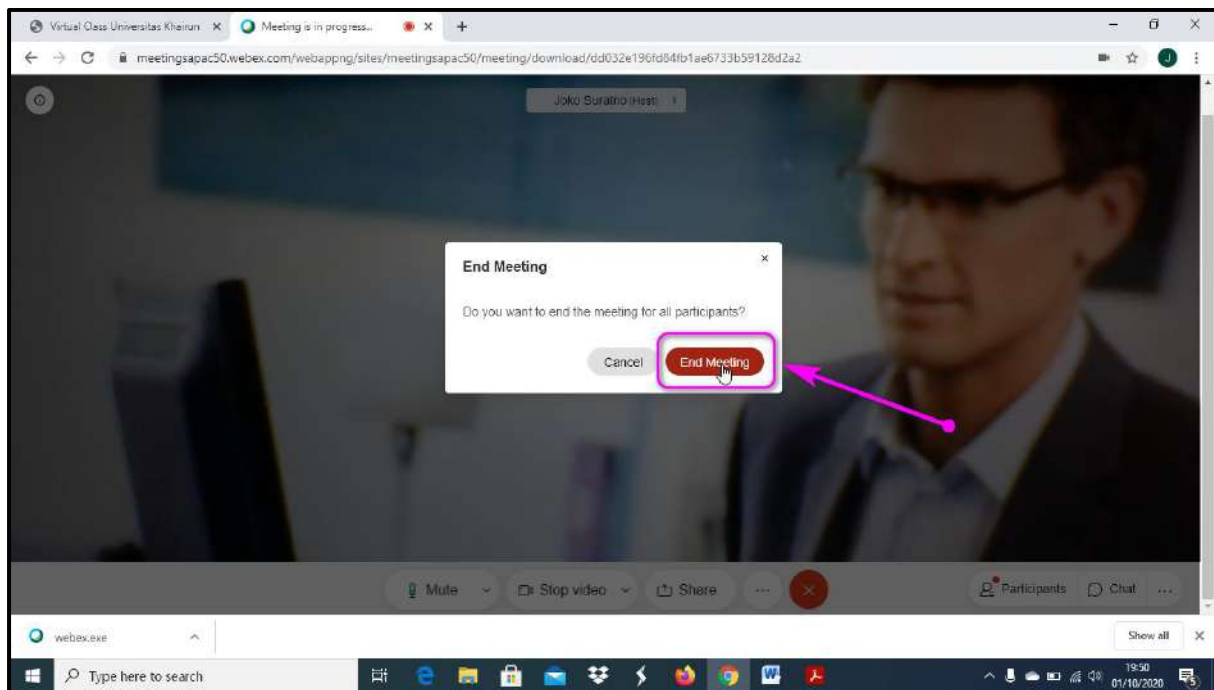 Virtual Class Universitas Khairun
Meeting is in progress...
meetingsapac50.webex.com/webappng/sites/meetingsapac50/meeting/download/dd032e196fd84fb1ae6733b59128d2a2
J
Joko Suratno (Host)
End Meeting
Do you want to end the meeting for all participants?
Cancel
End Meeting
Mute
Stop video
Share
Participants
Chat
webex.exe
Show all
Type here to search
19:50
01/10/2020